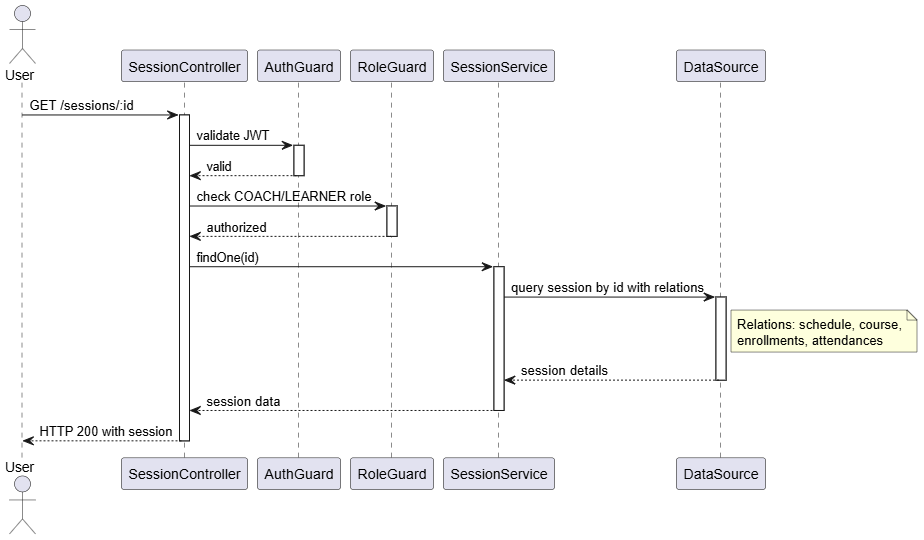 User
SessionController
AuthGuard
RoleGuard
SessionService
DataSource
GET /sessions/:id
validate JWT
valid
check COACH/LEARNER role
authorized
findOne(id)
query session by id with relations
Relations: schedule, course,
enrollments, attendances
session details
session data
HTTP 200 with session
User
SessionController
AuthGuard
RoleGuard
SessionService
DataSource